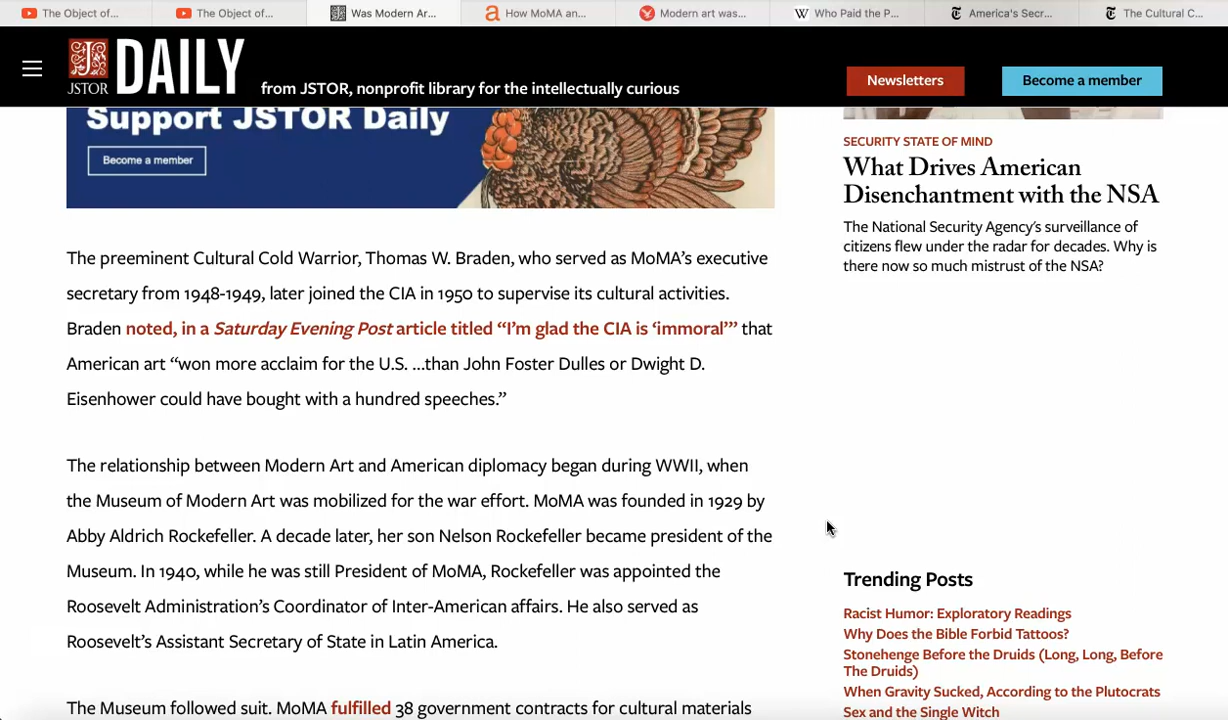 The Object of...
The Object of...
Was Modern Ar...
How MoMA an...
Modern art was...
Who Paid the P...
America's Secr...
The Cultural C...
JSTOR DAILY
from JSTOR, nonprofit library for the intellectually curious
Newsletters
Become a member
Support JSTOR Daily
Become a member
The preeminent Cultural Cold Warrior, Thomas W. Braden, who served as MoMA's executive
secretary from 1948-1949, later joined the CIA in 1950 to supervise its cultural activities.
Braden noted, in a Saturday Evening Post article titled “I'm glad the CIA is ‘immoral’” that
American art “won more acclaim for the U.S. …than John Foster Dulles or Dwight D.
Eisenhower could have bought with a hundred speeches.”
The relationship between Modern Art and American diplomacy began during WWII, when
the Museum of Modern Art was mobilized for the war effort. MoMA was founded in 1929 by
Abby Aldrich Rockefeller. A decade later, her son Nelson Rockefeller became president of the
Museum. In 1940, while he was still President of MoMA, Rockefeller was appointed the
Roosevelt Administration's Coordinator of Inter-American affairs. He also served as
Roosevelt's Assistant Secretary of State in Latin America.
The Museum followed suit. MoMA fulfilled 38 government contracts for cultural materials
SECURITY STATE OF MIND
What Drives American
Disenchantment with the NSA
The National Security Agency's surveillance of
citizens flew under the radar for decades. Why is
there now so much mistrust of the NSA?
Trending Posts
Racist Humor: Exploratory Readings
Why Does the Bible Forbid Tattoos?
Stonehenge Before the Druids (Long, Long, Before
The Druids)
When Gravity Sucked, According to the Plutocrats
Sex and the Single Witch